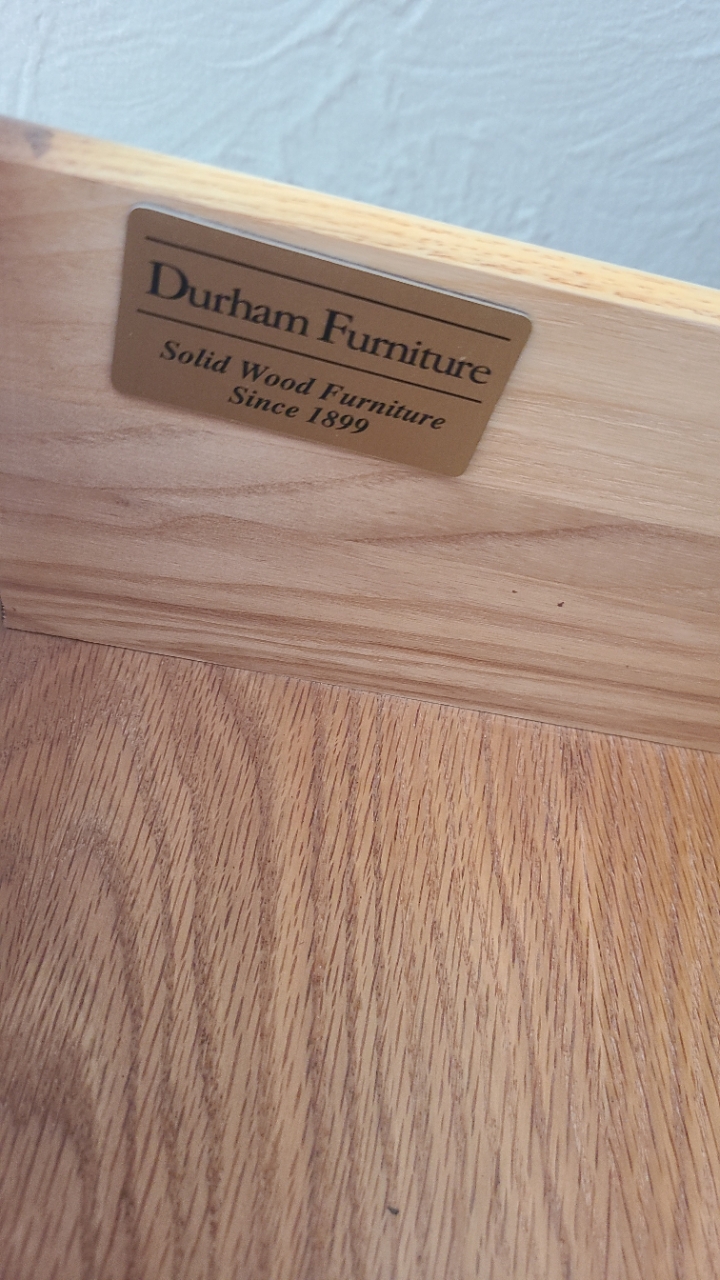 Durham Furniture
Solid Wood Furniture
Since 1899